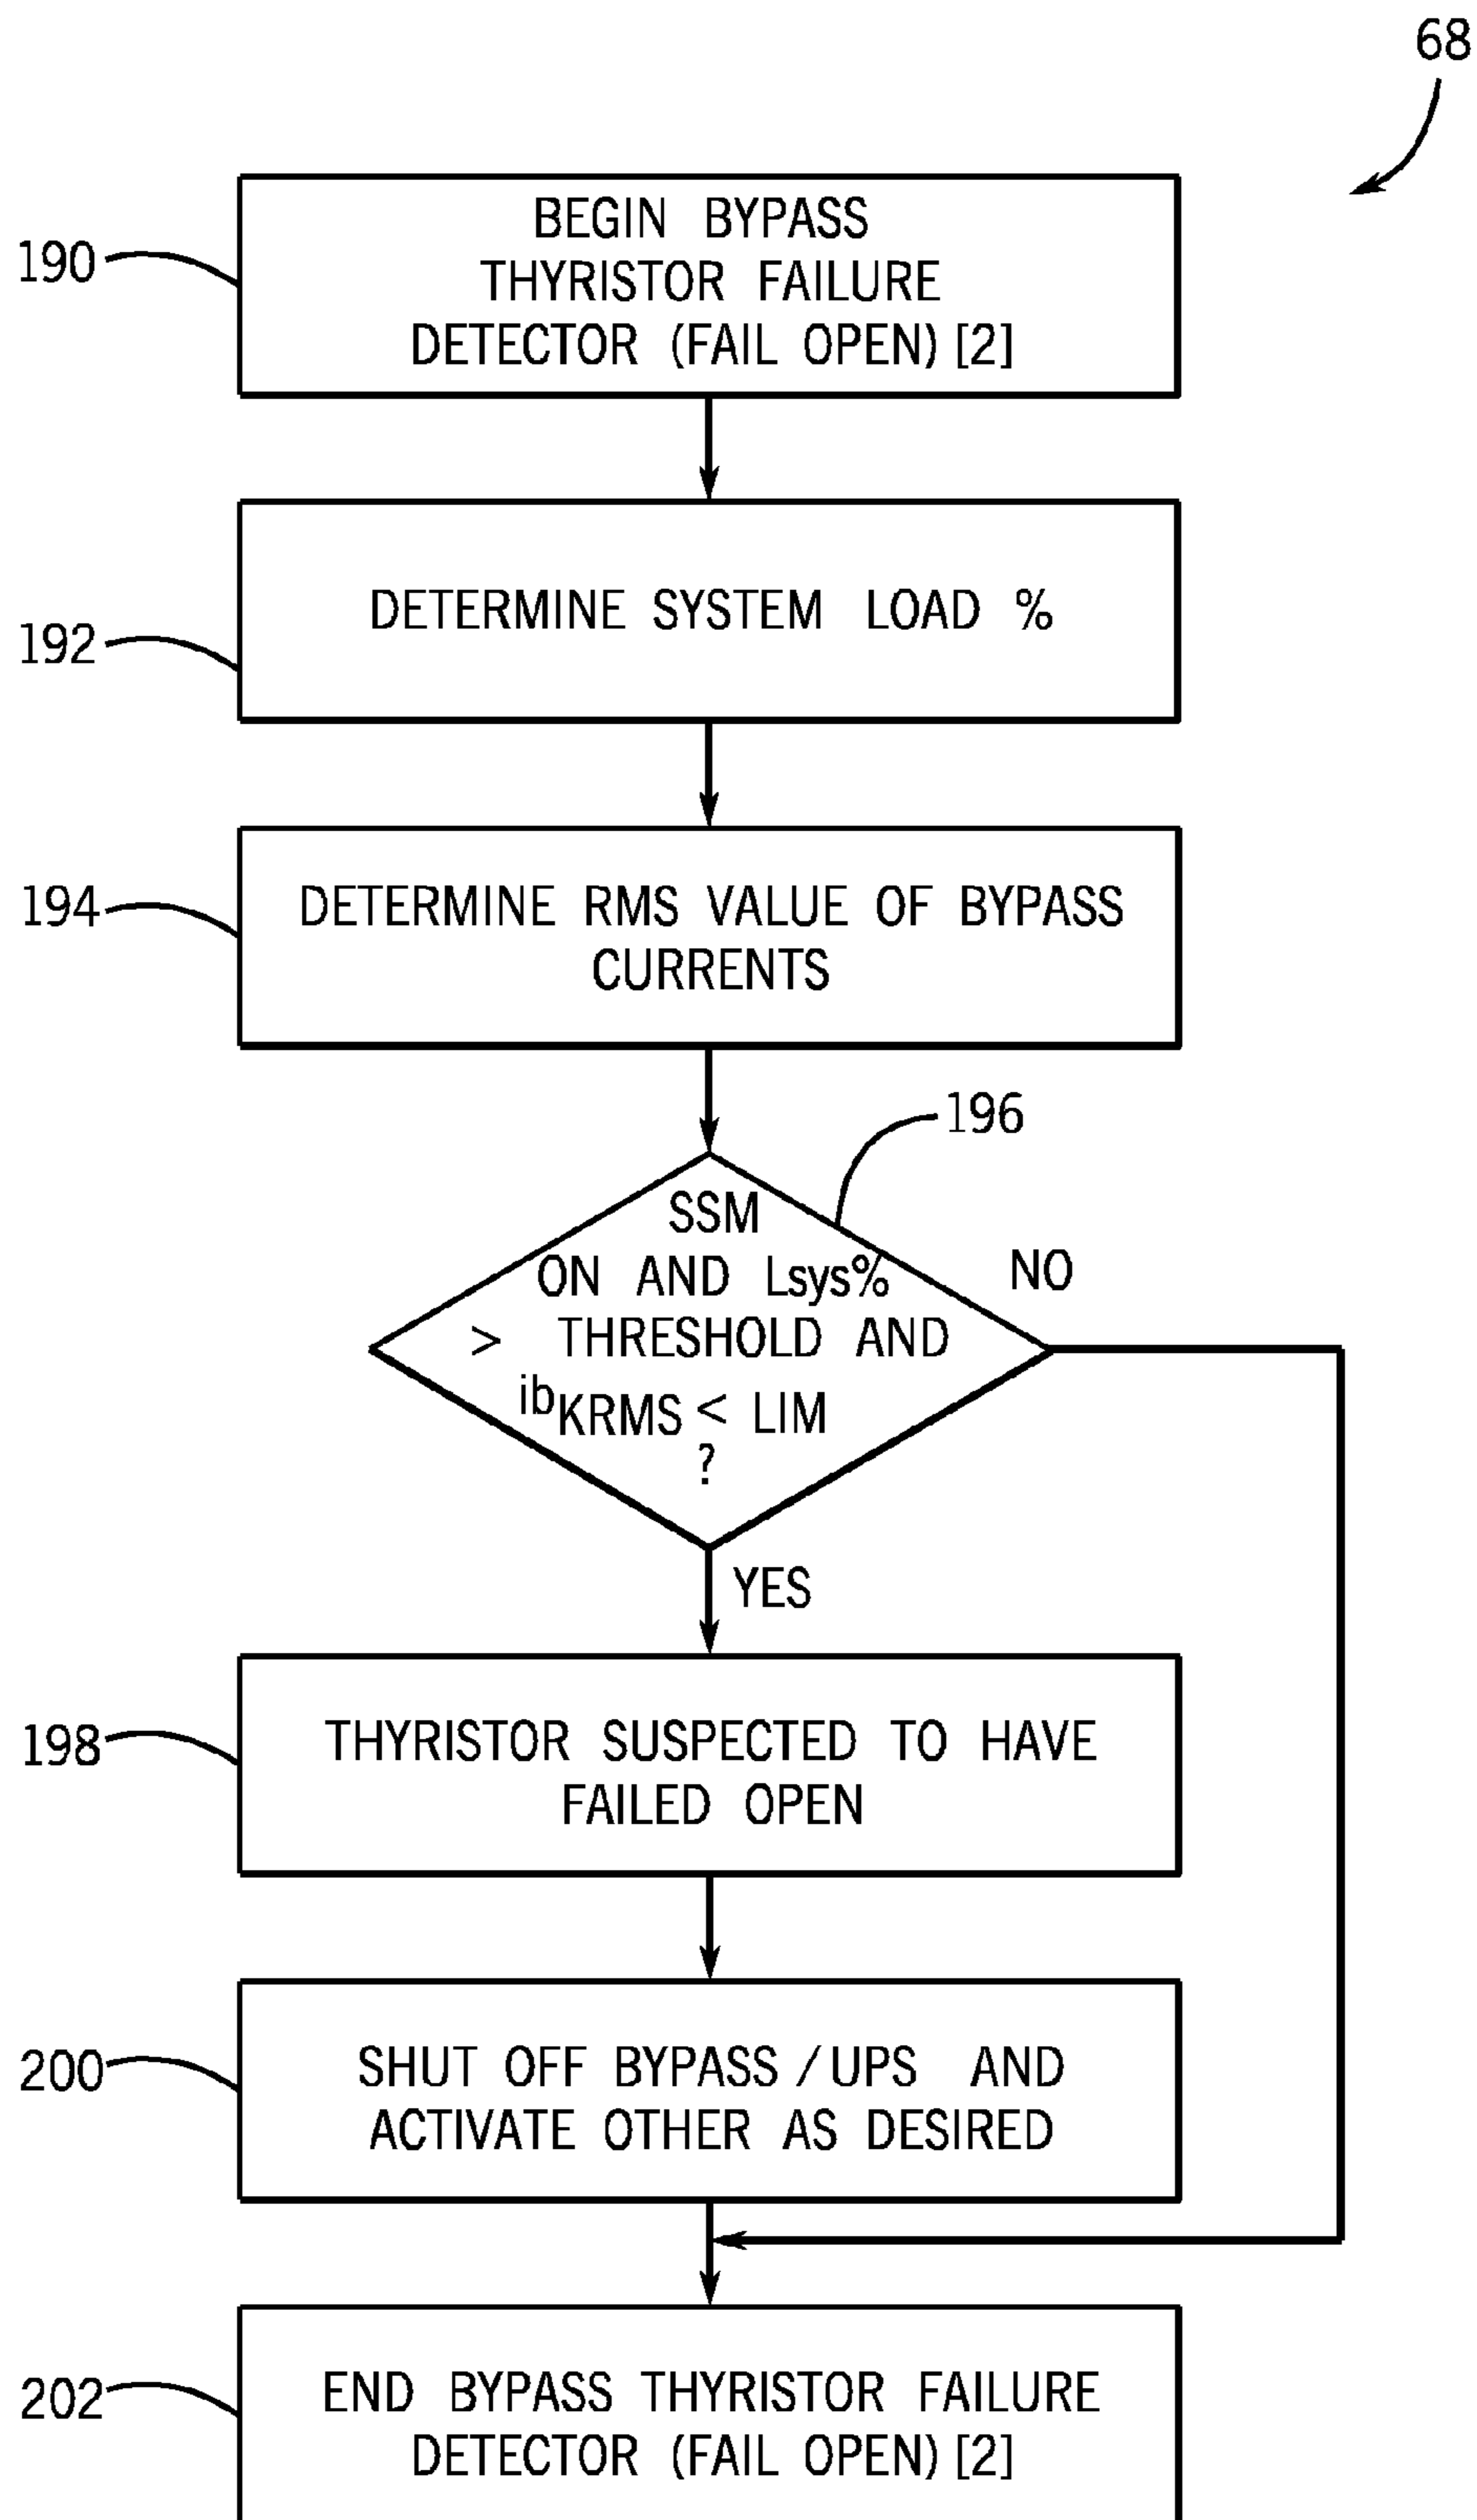 68
190
BEGIN BYPASS
THYRISTOR FAILURE
DETECTOR (FAIL OPEN) [2]
192
DETERMINE SYSTEM LOAD %
194
DETERMINE RMS VALUE OF BYPASS
CURRENTS
196
SSM
ON AND Lsys%
> THRESHOLD AND
ibKRMS < LIM
?
NO
YES
198
THYRISTOR SUSPECTED TO HAVE
FAILED OPEN
200
SHUT OFF BYPASS/UPS AND
ACTIVATE OTHER AS DESIRED
202
END BYPASS THYRISTOR FAILURE
DETECTOR (FAIL OPEN) [2]